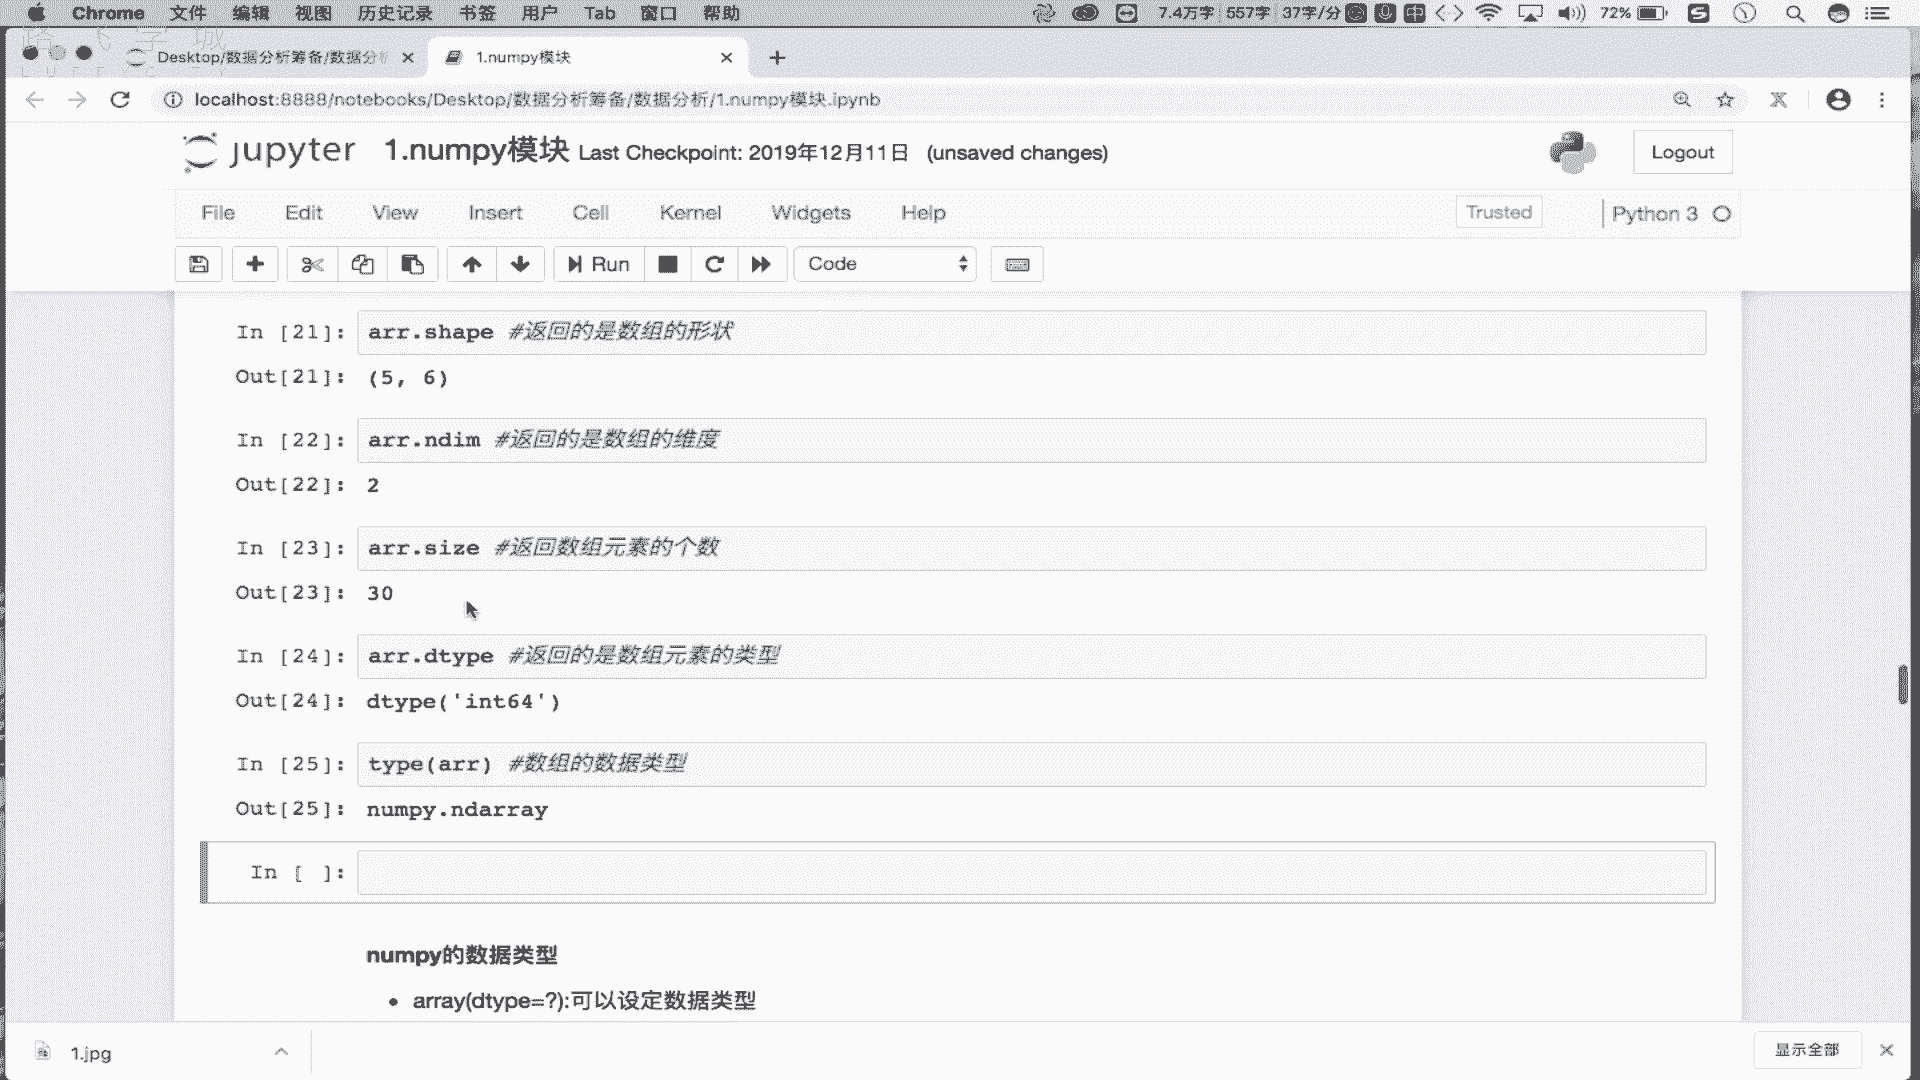 Chrome 文件 编辑 视图 历史记录 书签 用户 Tab 窗口 帮助 7.4万字 557字 37字/分 中 72% S
Desktop/数据分析筹备/数据分析 1.numpy模块
localhost:8888/notebooks/Desktop/数据分析筹备/数据分析/1.numpy模块.ipynb
jupyter 1.numpy模块 Last Checkpoint: 2019年12月11日 (unsaved changes) Logout
File Edit View Insert Cell Kernel Widgets Help Trusted Python 3
Run Code
In [21]: arr.shape #返回的是数组的形状
Out[21]: (5, 6)
In [22]: arr.ndim #返回的是数组的维度
Out[22]: 2
In [23]: arr.size #返回数组元素的个数
Out[23]: 30
In [24]: arr.dtype #返回的是数组元素的类型
Out[24]: dtype('int64')
In [25]: type(arr) #数组的数据类型
Out[25]: numpy.ndarray
In [ ]:
numpy的数据类型
• array(dtype=?):可以设定数据类型
1.jpg 显示全部